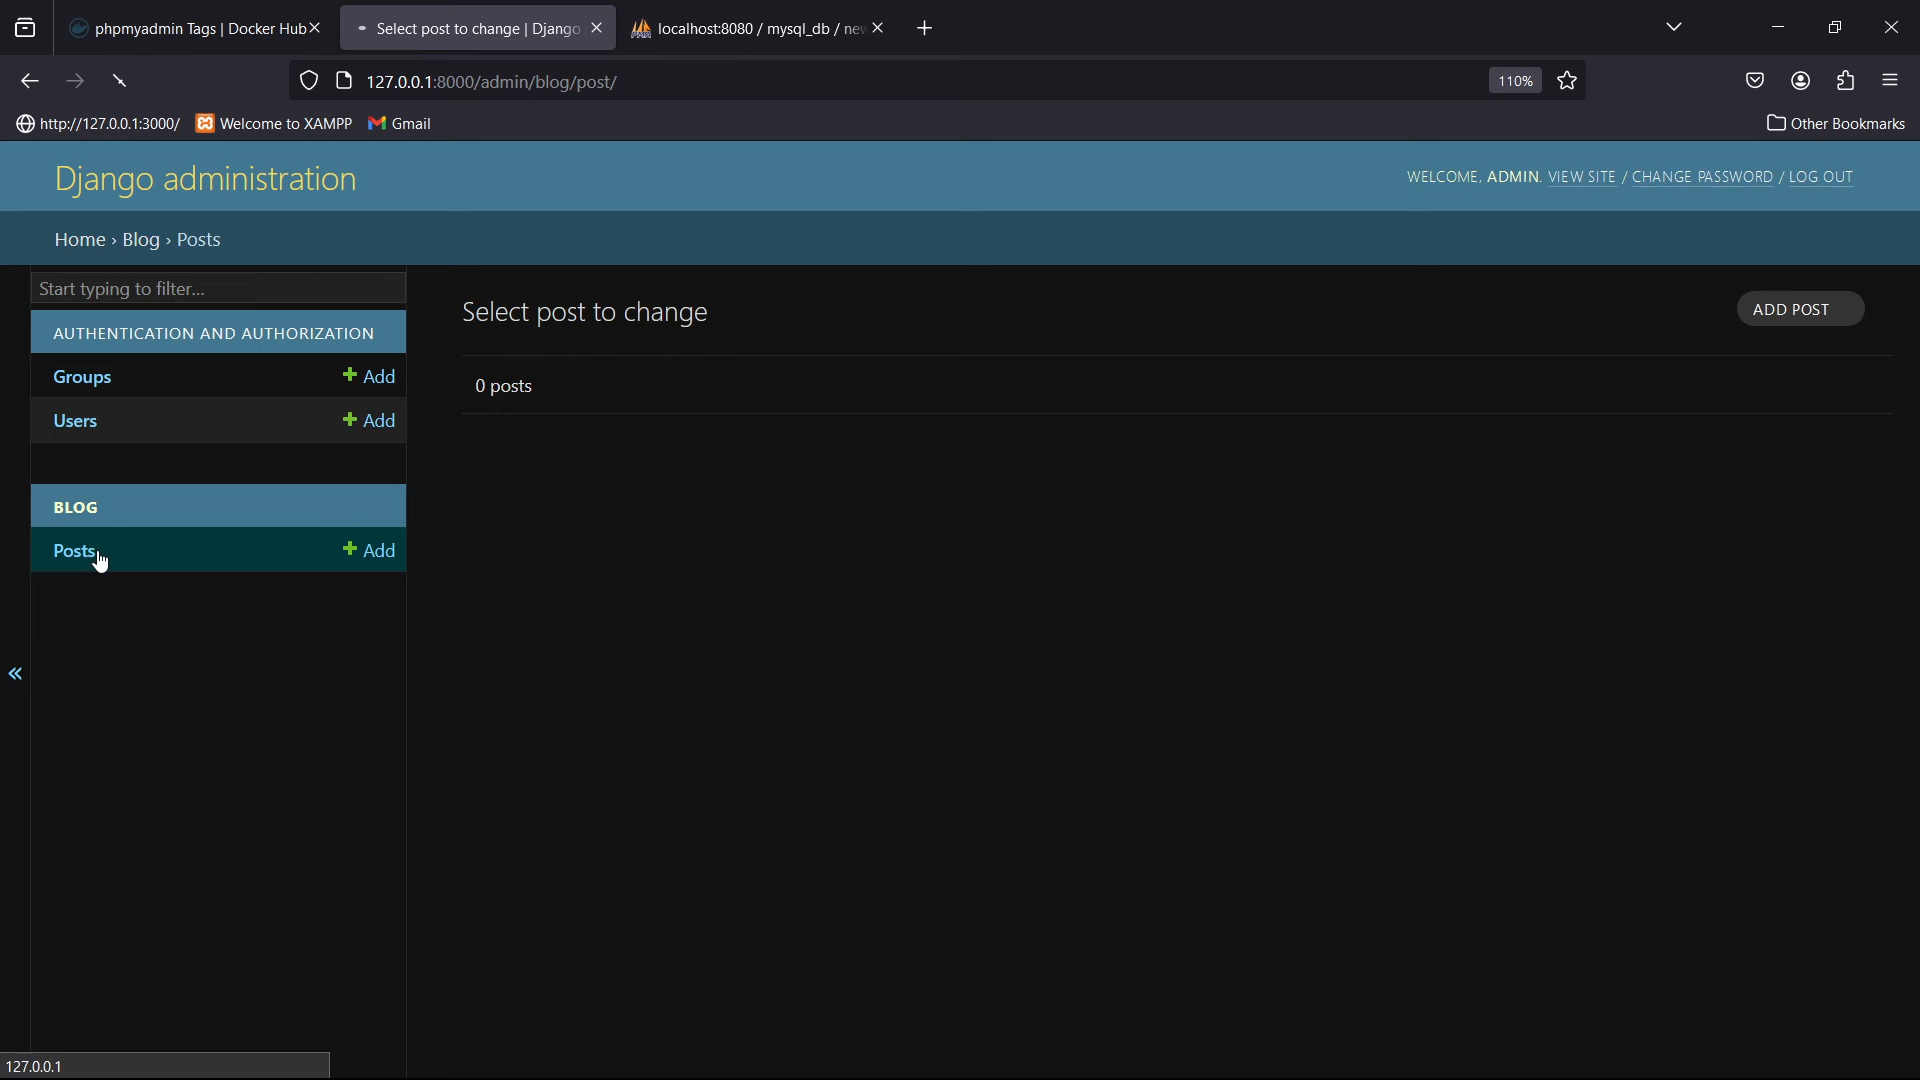 phpmyadmin Tags | Docker Hub
Select post to change | Django
localhost:8080 / mysql_db / nev
127.0.0.1:8000/admin/blog/post/
110%
http://127.0.0.1:3000/
Welcome to XAMPP
Gmail
Other Bookmarks
Django administration
WELCOME, ADMIN. VIEW SITE / CHANGE PASSWORD / LOG OUT
Home › Blog › Posts
Start typing to filter...
AUTHENTICATION AND AUTHORIZATION
Groups + Add
Users + Add
BLOG
Posts + Add
«
Select post to change
ADD POST
0 posts
127.0.0.1